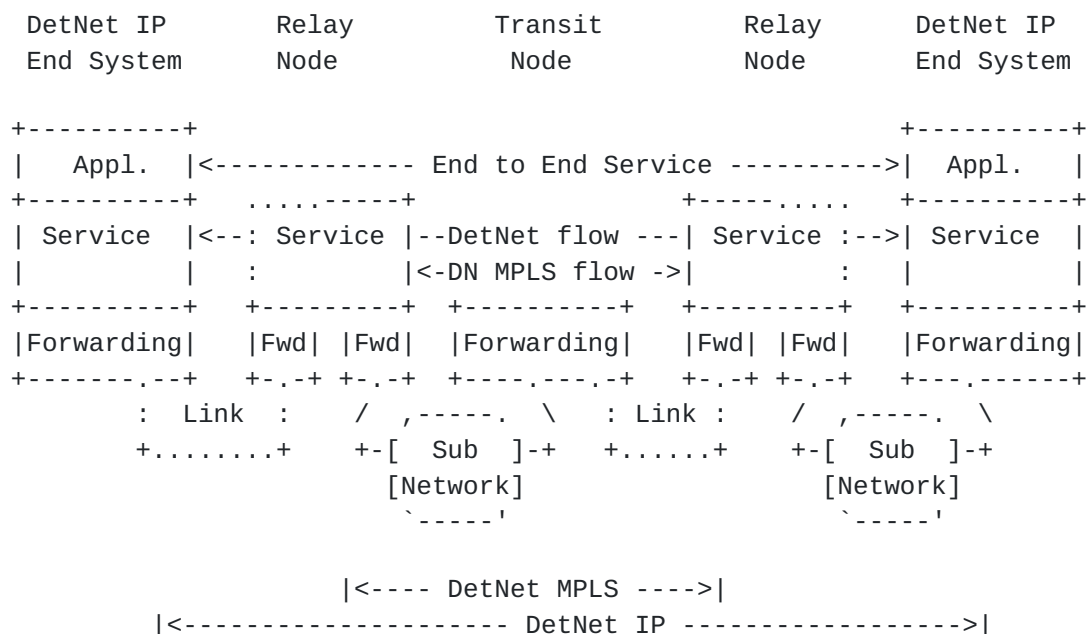 DetNet IP       Relay             Transit            Relay        DetNet IP
 End System      Node               Node              Node         End System

+----------+                                                   +----------+
|   Appl.  |<------------- End to End Service ---------->|   Appl.   |
+----------+   .....-----+                  +-----.....   +----------+
| Service  |<--: Service |--DetNet flow ---| Service :-->| Service  |
|          |   :         |<-DN MPLS flow ->|         :   |          |
+----------+   +---------+  +----------+   +---------+   +----------+
|Forwarding|   |Fwd| |Fwd|  |Forwarding|   |Fwd| |Fwd|   |Forwarding|
+-------.--+   +-.-+ +-.-+  +----.---.-+   +-.-+ +-.-+   +---.------+
        :  Link  :    /  ,-----.  \   : Link :    /  ,-----.  \
        +........+    +-[  Sub  ]-+   +......+    +-[  Sub  ]-+
                        [Network]                   [Network]
                         `-----'                     `-----'

                     |<---- DetNet MPLS ---->|
         |<--------------------- DetNet IP ------------------>|